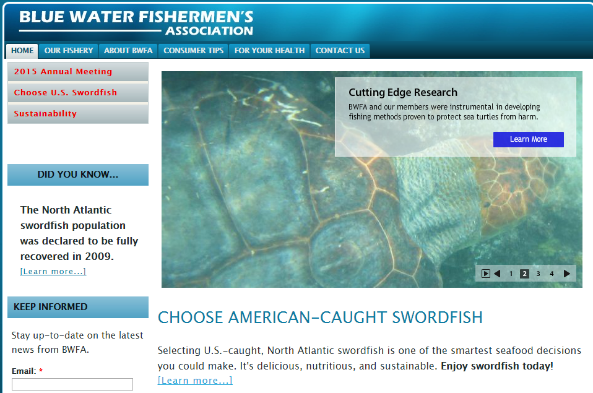 BLUE WATER FISHERMEN'S
ASSOCIATION
HOME OUR FISHERY ABOUT BWFA CONSUMER TIPS FOR YOUR HEALTH CONTACT US
2015 Annual Meeting
Choose U.S. Swordfish
Sustainability
DID YOU KNOW...
The North Atlantic
swordfish population
was declared to be fully
recovered in 2009.
[Learn more...]
KEEP INFORMED
Stay up-to-date on the latest
news from BWFA.
Email: *
Cutting Edge Research
BWFA and our members were instrumental in developing
fishing methods proven to protect sea turtles from harm.
Learn More
1 2 3 4
CHOOSE AMERICAN-CAUGHT SWORDFISH
Selecting U.S.-caught, North Atlantic swordfish is one of the smartest seafood decisions
you could make. It's delicious, nutritious, and sustainable. Enjoy swordfish today!
[Learn more...]